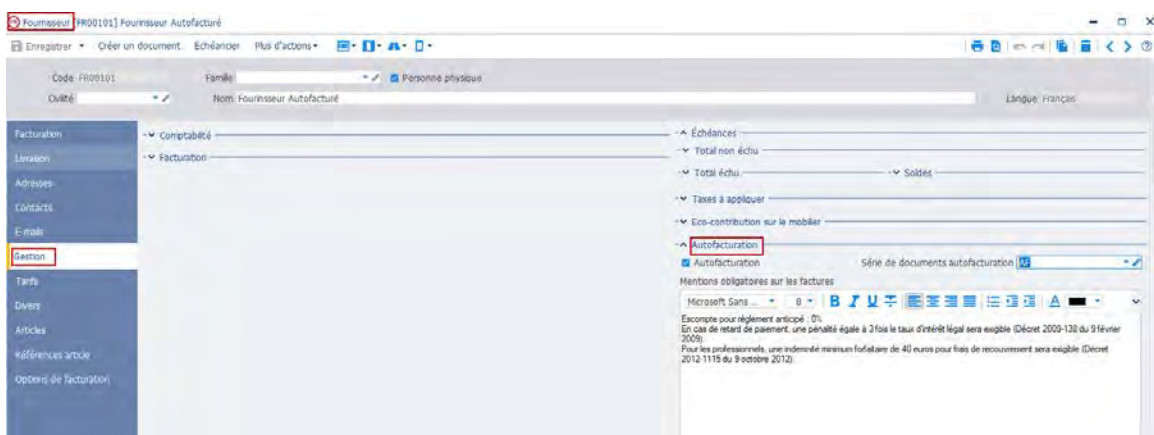 Fournisseur [FR00101] Fourinsseur Autofacturé
Enregistrer Créer un document Echéancier Plus d'actions
Code FR00101 Famille Personne physique
Civilité Nom Fourinsseur Autofacturé Langue Français
Facturation
Livraison
Adresses
Contacts
E-mails
Gestion
Tarifs
Divers
Articles
Références article
Options de facturation
Comptabilité
Facturation
Échéances
Total non échu
Total échu Soldes
Taxes à appliquer
Eco-contribution sur le mobilier
Autofacturation
Autofacturation Série de documents autofacturation AF
Mentions obligatoires sur les factures
Microsoft Sans ... 8 B I U A
Escompte pour règlement anticipé : 0%
En cas de retard de paiement, une pénalité égale à 3 fois le taux d'intérêt légal sera exigible (Décret 2009-138 du 9 février
2009).
Pour les professionnels, une indemnité minimum forfaitaire de 40 euros pour frais de recouvrement sera exigible (Décret
2012-1115 du 9 octobre 2012).